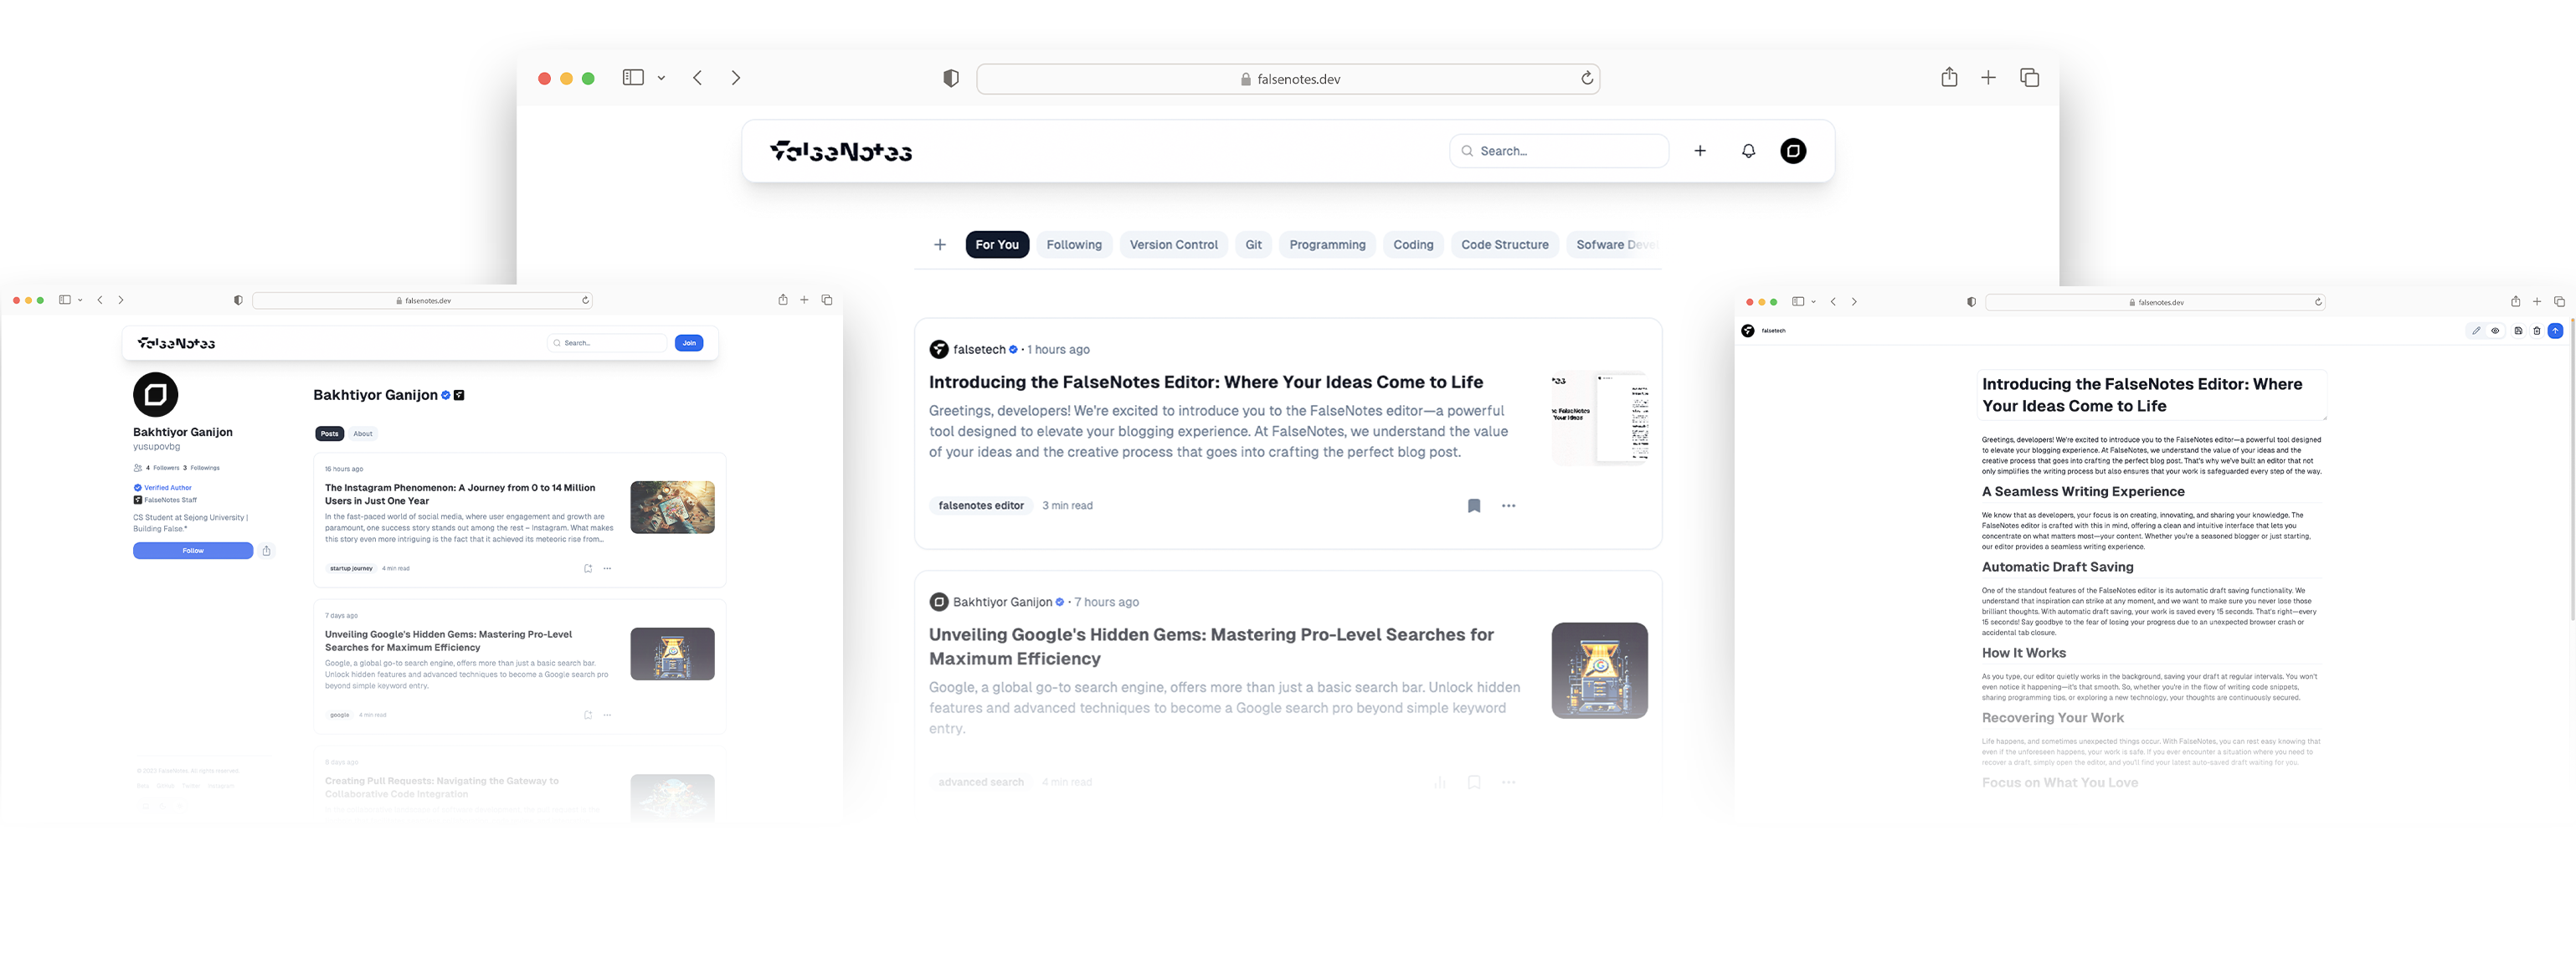 falsenotes.dev
FalseNotes
Search...
For You
Following
Version Control
Git
Programming
Coding
Code Structure
Sofware Deve
falsetech · 1 hours ago
Introducing the FalseNotes Editor: Where Your Ideas Come to Life
Greetings, developers! We're excited to introduce you to the FalseNotes editor—a powerful
tool designed to elevate your blogging experience. At FalseNotes, we understand the value
of your ideas and the creative process that goes into crafting the perfect blog post.
falsenotes editor 3 min read
Bakhtiyor Ganijon · 7 hours ago
Unveiling Google's Hidden Gems: Mastering Pro-Level Searches for
Maximum Efficiency
Google, a global go-to search engine, offers more than just a basic search bar. Unlock hidden
features and advanced techniques to become a Google search pro beyond simple keyword
entry.
advanced search 4 min read
falsenotes.dev
FalseNotes
Search...
Join
Bakhtiyor Ganijon
yusupovbg
4 Followers 3 Followings
Verified Author
FalseNotes Staff
CS Student at Sejong University |
Building False.*
Follow
© 2023 FalseNotes. All rights reserved.
Bakhtiyor Ganijon
Posts
About
16 hours ago
The Instagram Phenomenon: A Journey from 0 to 14 Million
Users in Just One Year
In the fast-paced world of social media, where user engagement and growth are
paramount, one success story stands out among the rest – Instagram. What makes
this story even more intriguing is the fact that it achieved its meteoric rise from...
startup journey 4 min read
7 days ago
Unveiling Google's Hidden Gems: Mastering Pro-Level Searches for
Maximum Efficiency
Google, a global go-to search engine, offers more than just a basic search bar.
Unlock hidden features and advanced techniques to become a Google search pro
beyond simple keyword entry.
google 4 min read
8 days ago
Creating Pull Requests: Navigating the Gateway to
Collaborative Code Integration
falsenotes.dev
falsetech
Introducing the FalseNotes Editor: Where
Your Ideas Come to Life
Greetings, developers! We're excited to introduce you to the FalseNotes editor—a powerful tool designed
to elevate your blogging experience. At FalseNotes, we understand the value of your ideas and the
creative process that goes into crafting the perfect blog post. That's why we've built an editor that not
only simplifies the writing process but also ensures that your work is safeguarded every step of the way.
A Seamless Writing Experience
We know that as developers, your focus is on creating, innovating, and sharing your knowledge. The
FalseNotes editor is crafted with this in mind, offering a clean and intuitive interface that lets you
concentrate on what matters most—your content. Whether you're a seasoned blogger or just starting,
our editor provides a seamless writing experience.
Automatic Draft Saving
One of the standout features of the FalseNotes editor is its automatic draft saving functionality. We
understand that inspiration can strike at any moment, and we want to make sure you never lose those
brilliant thoughts. With automatic draft saving, your work is saved every 15 seconds. That's right—every
15 seconds! Say goodbye to the fear of losing your progress due to an unexpected browser crash or
accidental tab closure.
How It Works
As you type, our editor quietly works in the background, saving your draft at regular intervals. You won't
even notice it happening—it's that smooth. So, whether you're in the flow of writing code snippets,
sharing programming tips, or exploring a new technology, your thoughts are continuously secured.
Recovering Your Work
Life happens, and sometimes unexpected things occur. With FalseNotes, you can rest easy knowing that
even if the unforeseen happens, your work is safe. If you ever encounter a situation where you need to
recover a draft, simply open the editor, and you'll find your latest auto-saved draft waiting for you.
Focus on What You Love